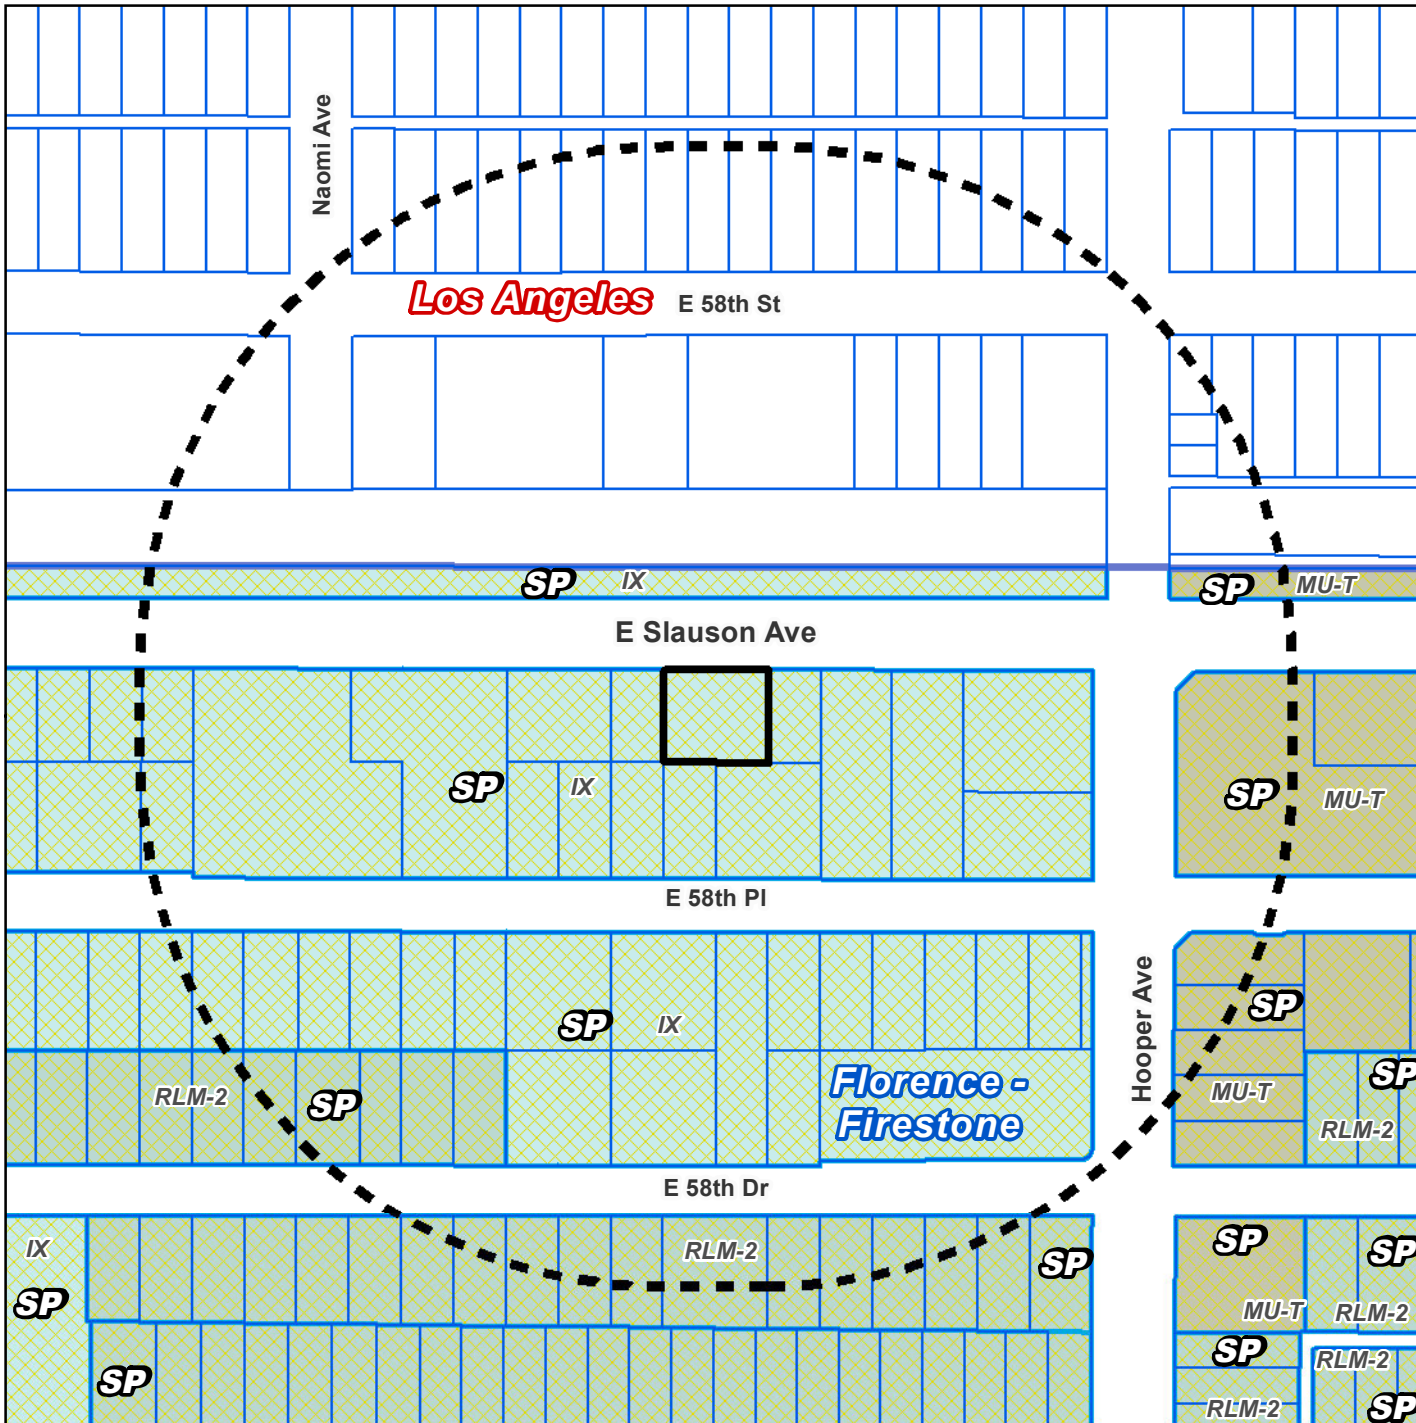 Naomi Ave
Los Angeles
E 58th St
SP
IX
SP
MU-T
E Slauson Ave
SP
IX
SP
MU-T
E 58th Pl
Hooper Ave
SP
IX
SP
MU-T
SP
RLM-2
RLM-2
SP
Florence -
Firestone
E 58th Dr
IX
SP
RLM-2
SP
SP
MU-T
SP
RLM-2
SP
SP
RLM-2
RLM-2
SP